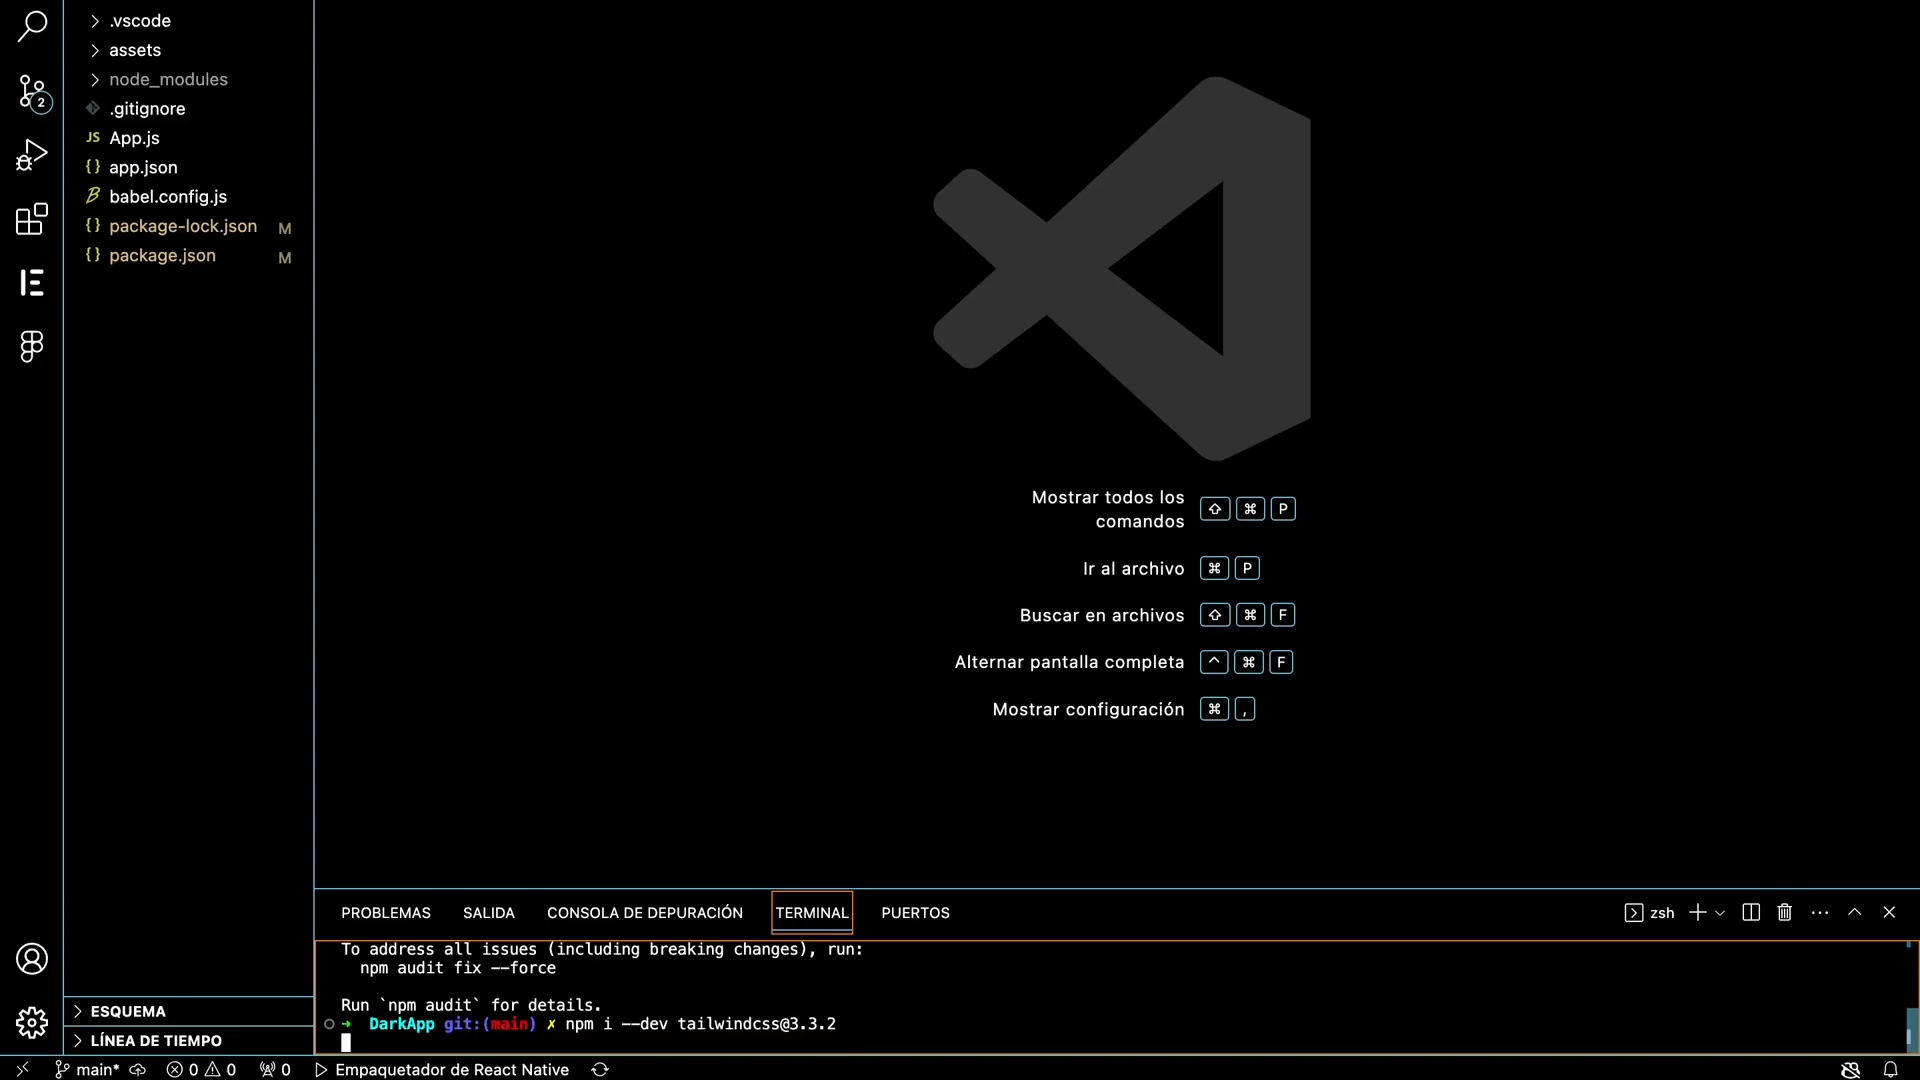 .vscode
assets
node_modules
.gitignore
JS App.js
{} app.json
babel.config.js
{} package-lock.json M
{} package.json M
2
Mostrar todos los
comandos ⇧ ⌘ P
Ir al archivo ⌘ P
Buscar en archivos ⇧ ⌘ F
Alternar pantalla completa ^ ⌘ F
Mostrar configuración ⌘ ,
PROBLEMAS SALIDA CONSOLA DE DEPURACIÓN TERMINAL PUERTOS
zsh
To address all issues (including breaking changes), run:
npm audit fix --force
Run `npm audit` for details.
➜ DarkApp git:(main) ✗ npm i --dev tailwindcss@3.3.2
ESQUEMA
LÍNEA DE TIEMPO
main* 0 0 0 Empaquetador de React Native